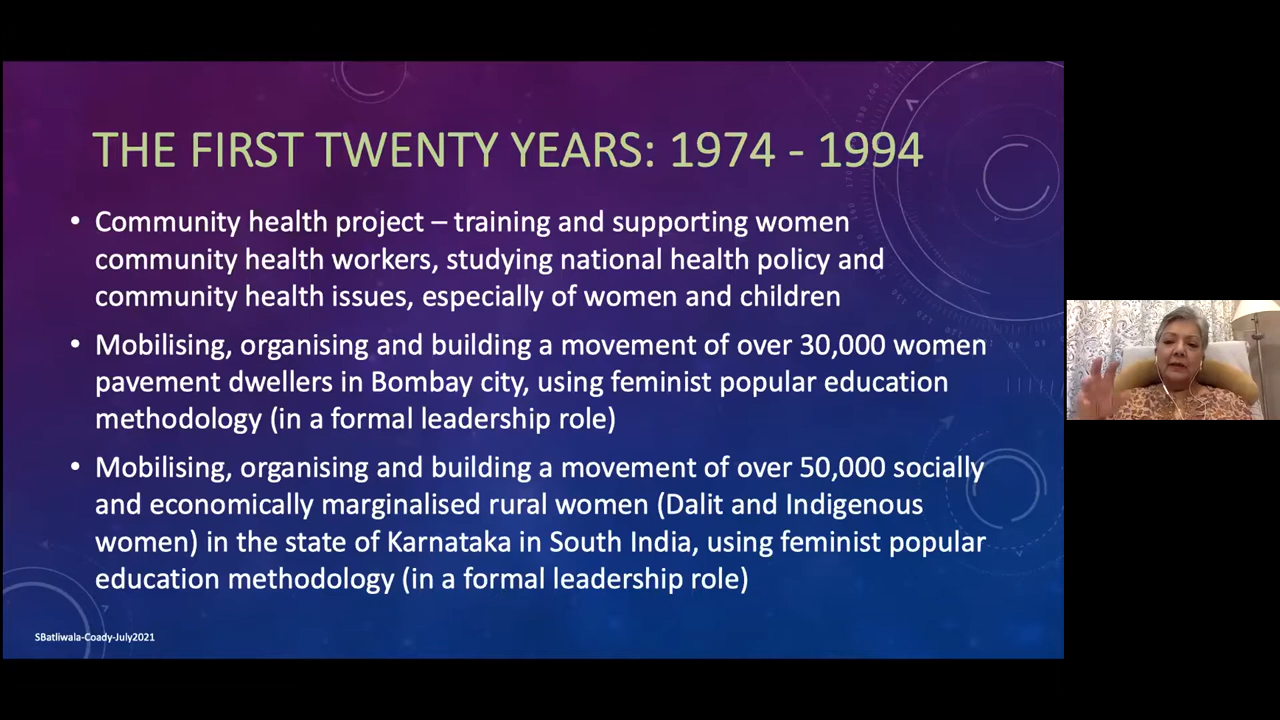 THE FIRST TWENTY YEARS: 1974 - 1994
• Community health project – training and supporting women
community health workers, studying national health policy and
community health issues, especially of women and children
• Mobilising, organising and building a movement of over 30,000 women
pavement dwellers in Bombay city, using feminist popular education
methodology (in a formal leadership role)
• Mobilising, organising and building a movement of over 50,000 socially
and economically marginalised rural women (Dalit and Indigenous
women) in the state of Karnataka in South India, using feminist popular
education methodology (in a formal leadership role)
SBatliwala-Coady-July2021